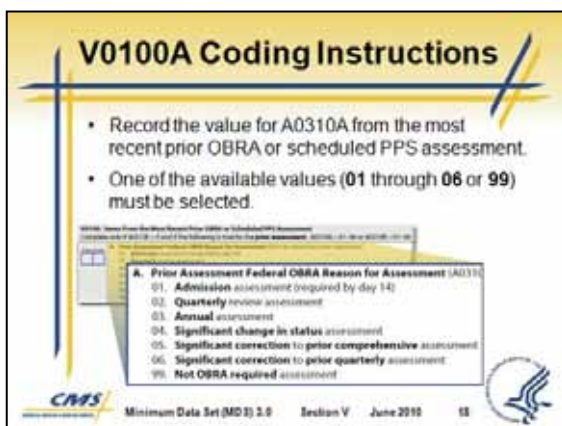 V0100A Coding Instructions
• Record the value for A0310A from the most
recent prior OBRA or scheduled PPS assessment.
• One of the available values (01 through 06 or 99)
must be selected.
A. Prior Assessment Federal OBRA Reason for Assessment (A031
01. Admission assessment (required by day 14)
02. Quarterly review assessment
03. Annual assessment
04. Significant change in status assessment
05. Significant correction to prior comprehensive assessment
06. Significant correction to prior quarterly assessment
99. Not OBRA required assessment
CMS
Minimum Data Set (MDS) 3.0 Section V June 2010 18